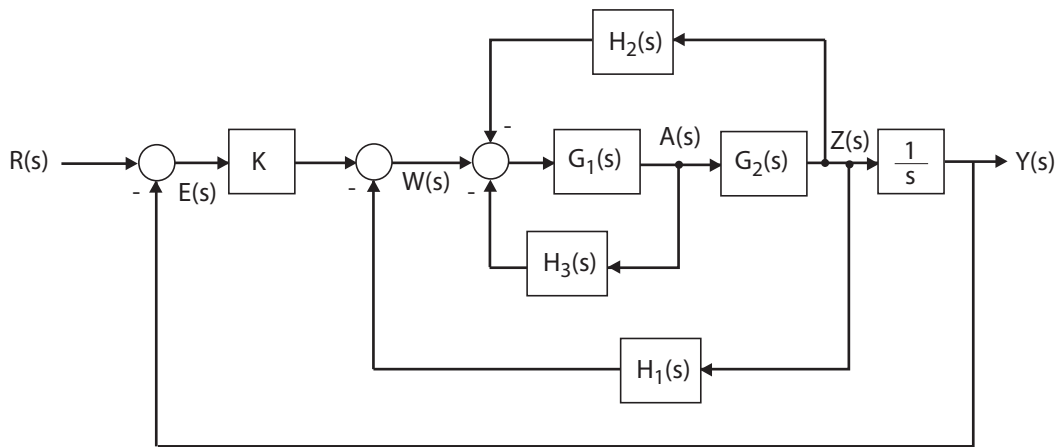 H2(s)
-
A(s)
Z(s)
R(s)
K
G1(s)
G2(s)
1
s
Y(s)
-
E(s)
-
W(s)
-
H3(s)
H1(s)